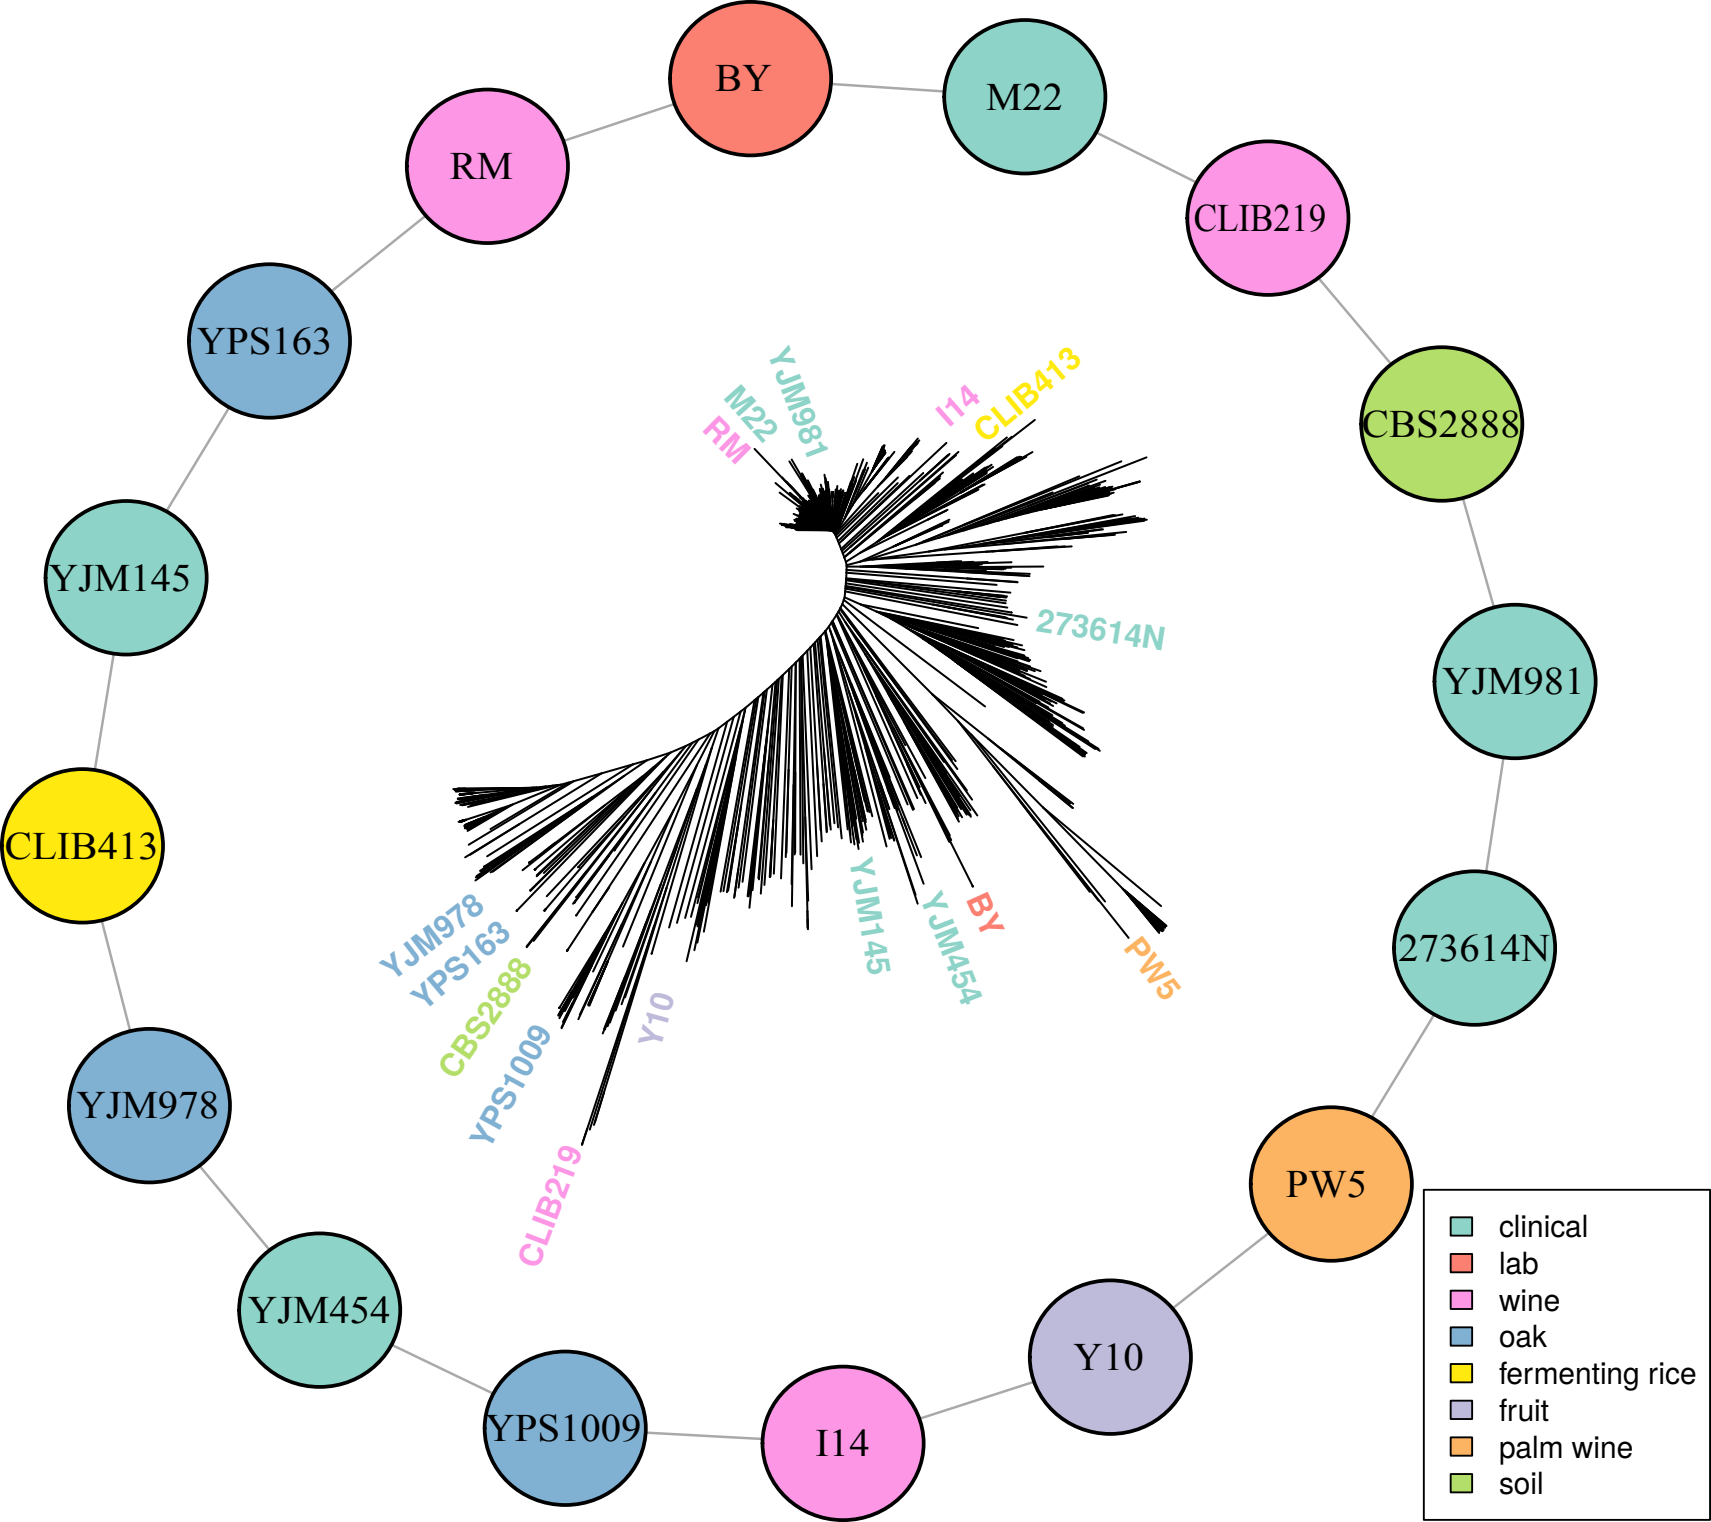 BY
M22
CLIB219
CBS2888
YJM981
273614N
PW5
Y10
I14
YPS1009
YJM454
YJM978
CLIB413
YJM145
YPS163
RM
RM
M22
YJM981
I14
CLIB413
273614N
PW5
BY
YJM454
YJM145
Y10
CLIB219
YPS1009
CBS2888
YPS163
YJM978
clinical
lab
wine
oak
fermenting rice
fruit
palm wine
soil